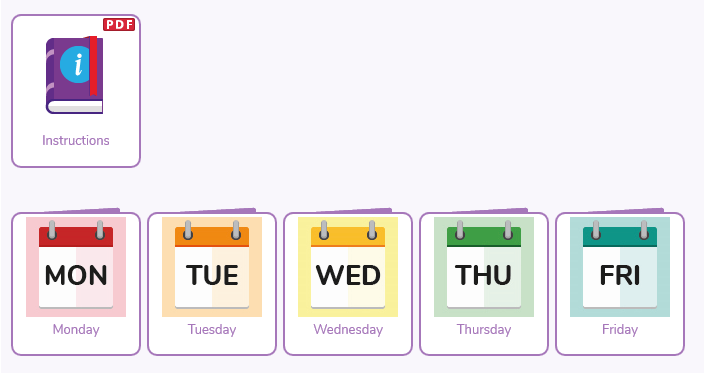 PDF
i
Instructions
MON
TUE
WED
THU
FRI
Monday
Tuesday
Wednesday
Thursday
Friday